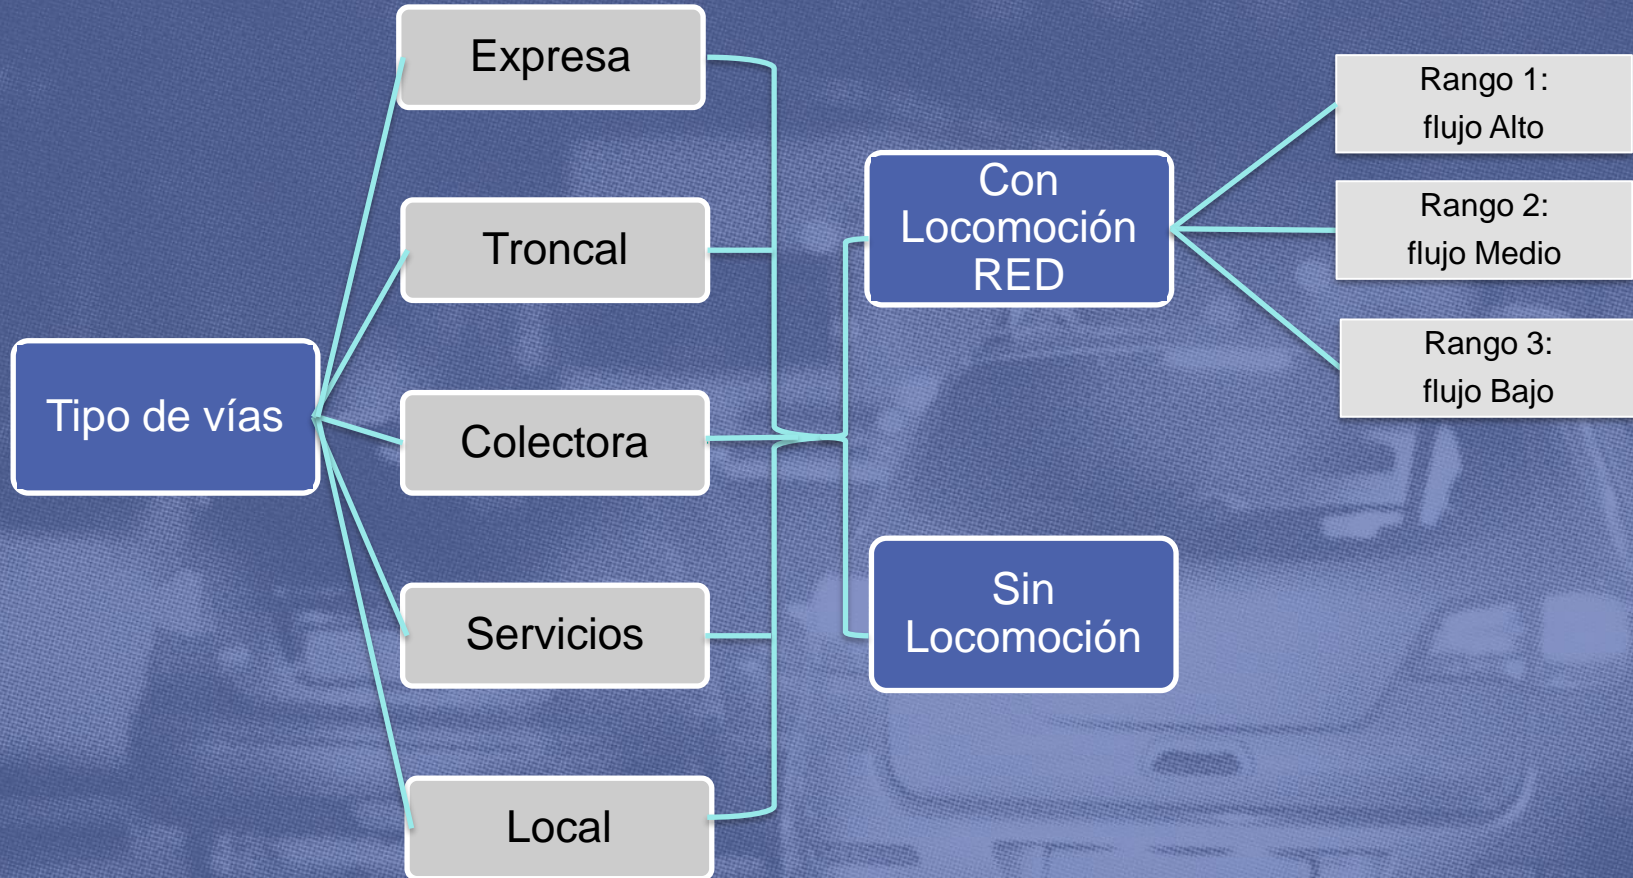 Tipo de vías
Expresa
Troncal
Colectora
Servicios
Local
Con
Locomoción
RED
Sin
Locomoción
Rango 1:
flujo Alto
Rango 2:
flujo Medio
Rango 3:
flujo Bajo